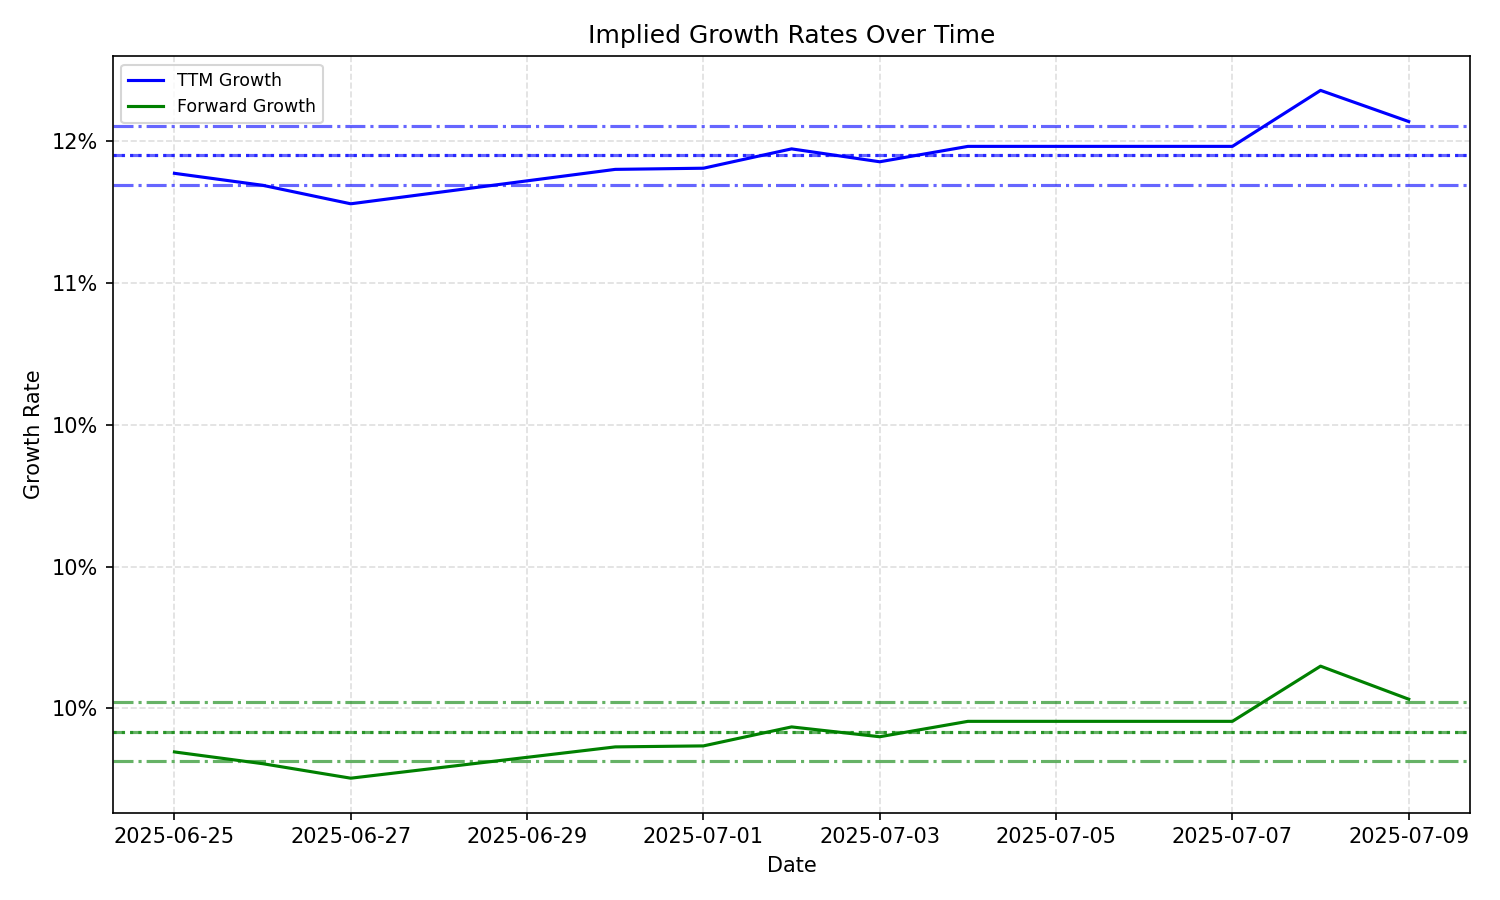 Implied Growth Rates Over Time
TTM Growth
Forward Growth
12%
11%
10%
10%
10%
Growth Rate
2025-06-25
2025-06-27
2025-06-29
2025-07-01
2025-07-03
2025-07-05
2025-07-07
2025-07-09
Date